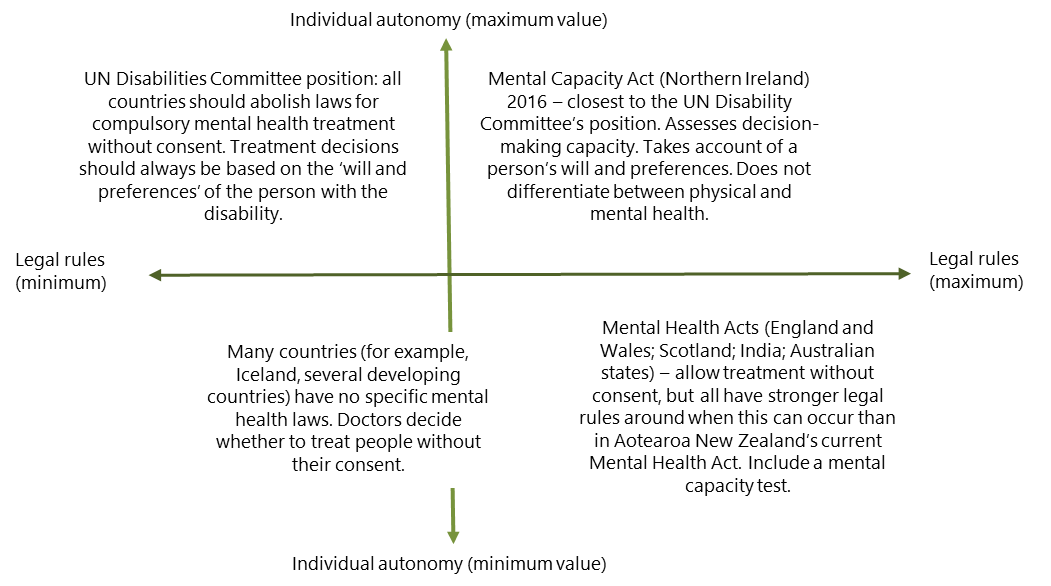 Individual autonomy (maximum value)
UN Disabilities Committee position: all
countries should abolish laws for
compulsory mental health treatment
without consent. Treatment decisions
should always be based on the ‘will and
preferences’ of the person with the
disability.
Mental Capacity Act (Northern Ireland)
2016 – closest to the UN Disability
Committee’s position. Assesses decision-
making capacity. Takes account of a
person’s will and preferences. Does not
differentiate between physical and
mental health.
Legal rules
(minimum)
Legal rules
(maximum)
Many countries (for example,
Iceland, several developing
countries) have no specific mental
health laws. Doctors decide
whether to treat people without
their consent.
Mental Health Acts (England and
Wales; Scotland; India; Australian
states) – allow treatment without
consent, but all have stronger legal
rules around when this can occur than
in Aotearoa New Zealand’s current
Mental Health Act. Include a mental
capacity test.
Individual autonomy (minimum value)